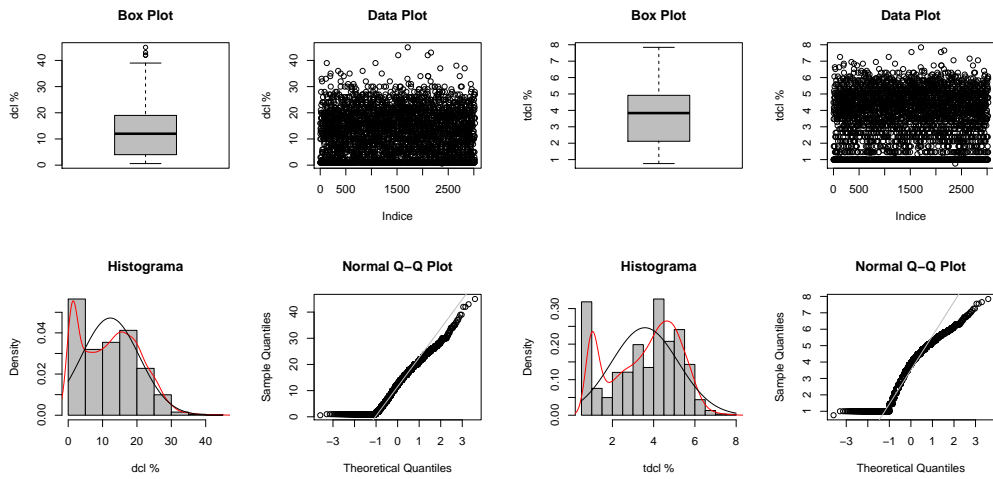 Box Plot
dcl %
0 10 20 30 40
Data Plot
dcl %
0 10 20 30 40
0 500 1500 2500
Indice
Box Plot
tdcl %
1 2 3 4 5 6 7 8
Data Plot
tdcl %
1 2 3 4 5 6 7 8
0 500 1500 2500
Indice
Histograma
Density
0.00 0.02 0.04
0 10 20 30 40
dcl %
Normal Q−Q Plot
Sample Quantiles
0 10 20 30 40
−3 −1 0 1 2 3
Theoretical Quantiles
Histograma
Density
0.00 0.10 0.20 0.30
2 4 6 8
tdcl %
Normal Q−Q Plot
Sample Quantiles
1 2 3 4 5 6 7 8
−3 −1 0 1 2 3
Theoretical Quantiles